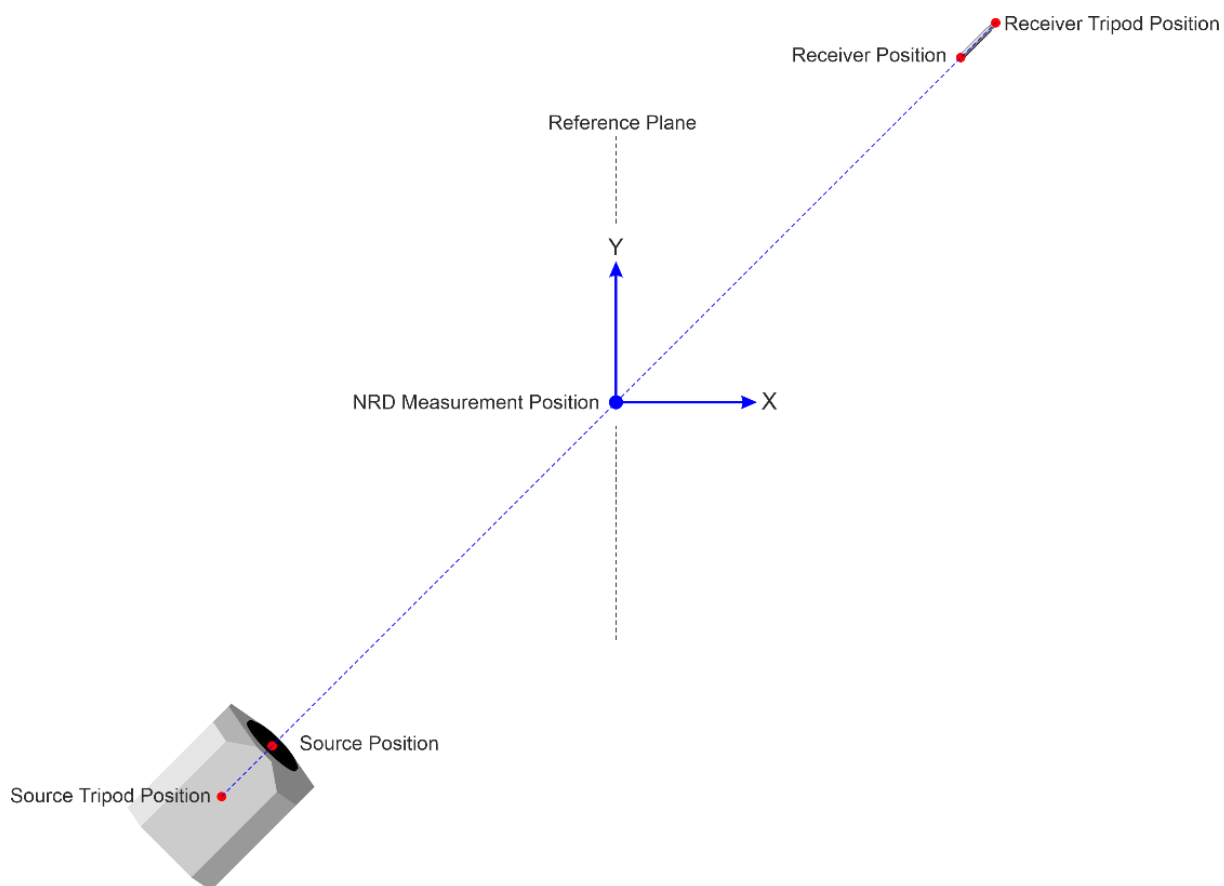 Receiver Tripod Position
Receiver Position
Reference Plane
Y
NRD Measurement Position
X
Source Position
Source Tripod Position